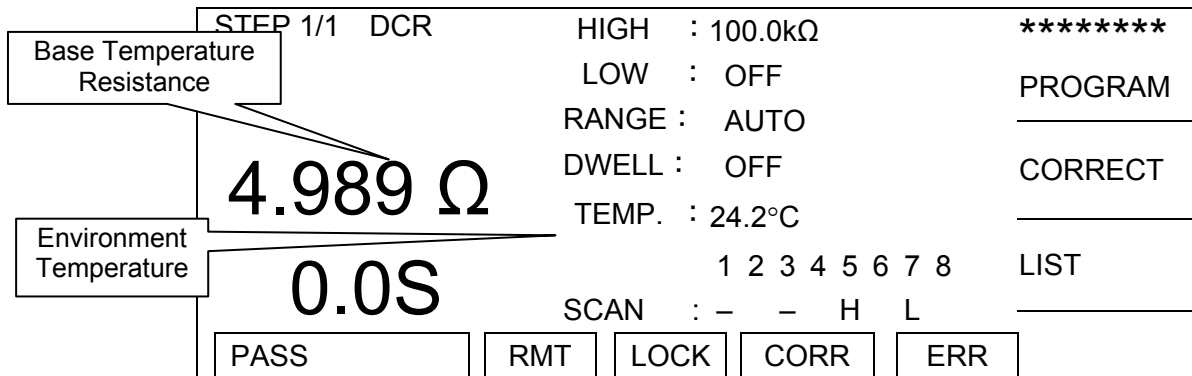 STEP 1/1 DCR
HIGH : 100.0kΩ
********
Base Temperature
Resistance
LOW : OFF
PROGRAM
RANGE : AUTO
4.989 Ω
DWELL : OFF
CORRECT
TEMP. : 24.2°C
Environment
Temperature
0.0S
1 2 3 4 5 6 7 8
LIST
SCAN : – – H L
PASS
RMT
LOCK
CORR
ERR